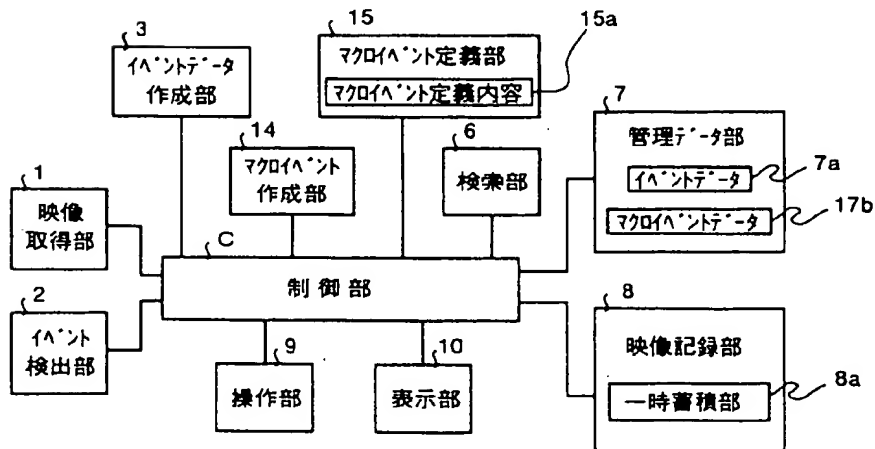 3
イベントデータ
作成部
15
マクロイベント定義部
マクロイベント定義内容
15a
14
マクロイベント
作成部
6
検索部
7
管理データ部
イベントデータ
マクロイベントデータ
7a
17b
1
映像
取得部
2
イベント
検出部
C
制御部
9
操作部
10
表示部
8
映像記録部
一時蓄積部
8a